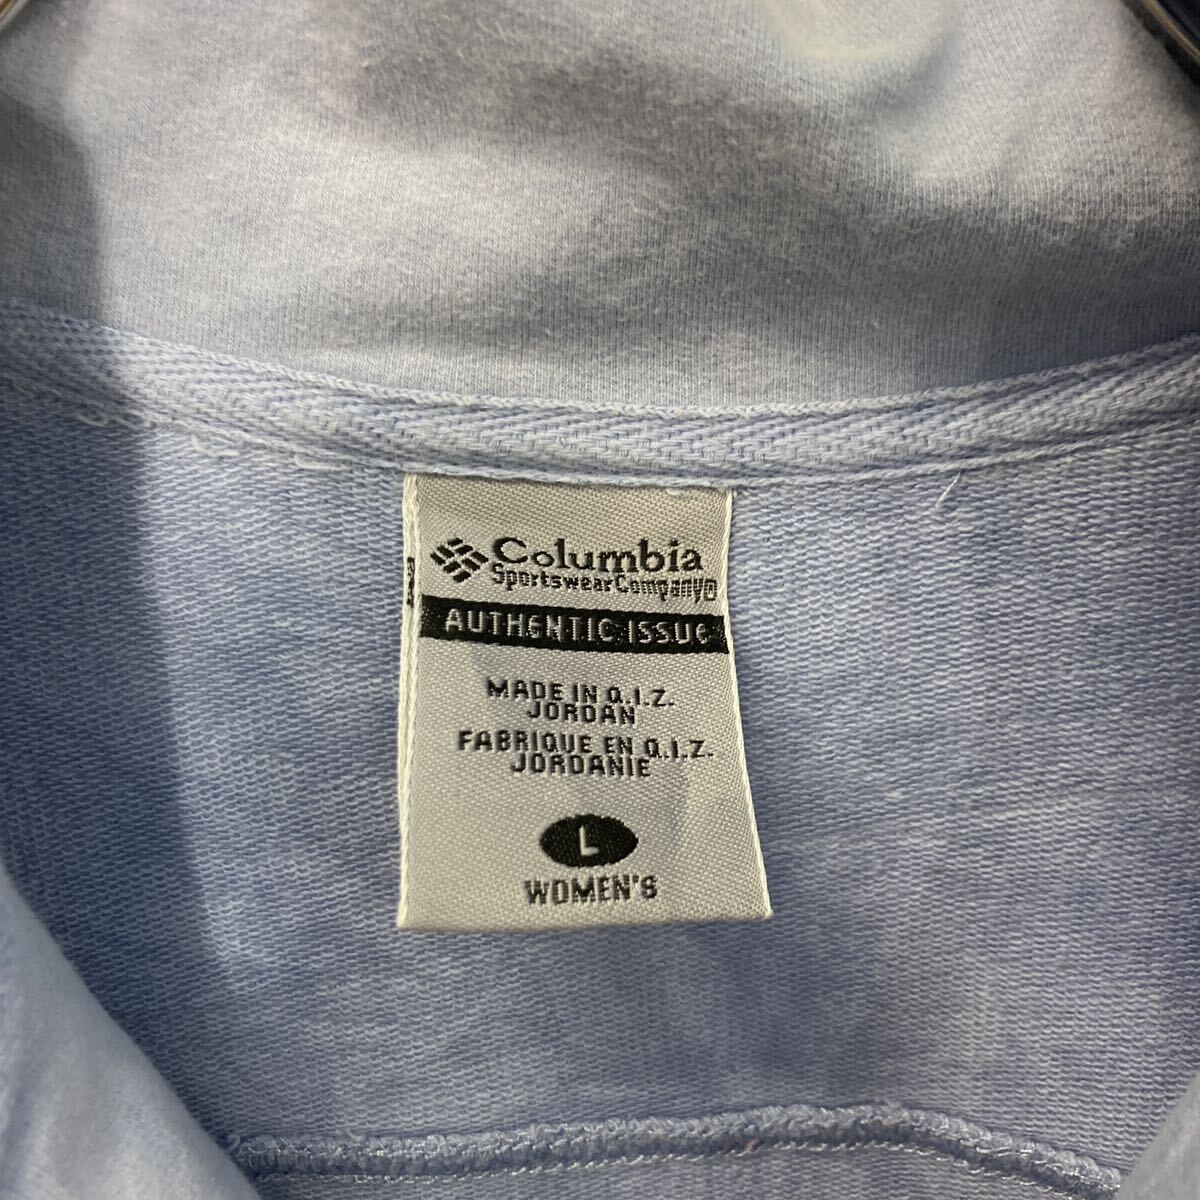 Columbia
Sportswear Company®
AUTHENTIC ISSUE
MADE IN Q.I.Z.
JORDAN
FABRIQUE EN Q.I.Z.
JORDANIE
L
WOMEN'S